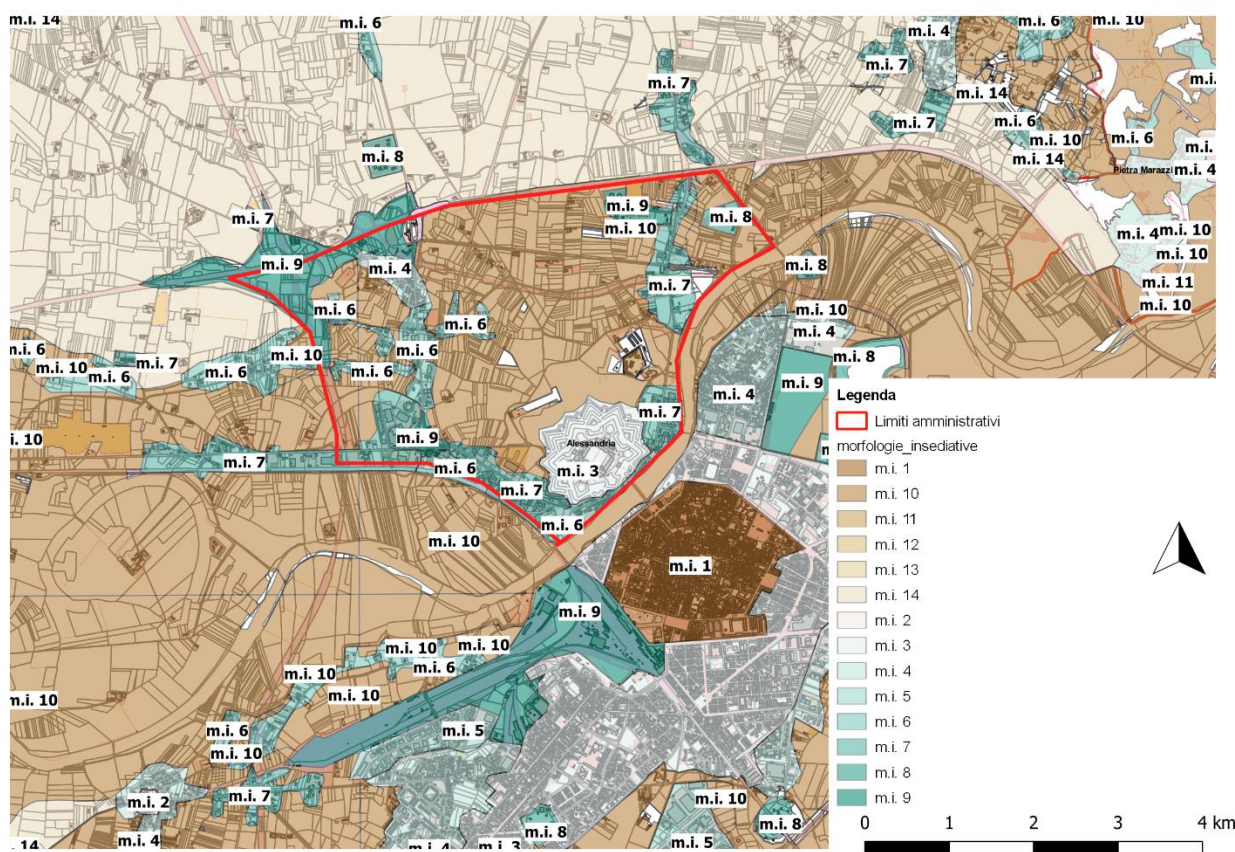 m.i. 14
m.i. 6
m.i. 4
m.i. 6
m.i. 10
m.i. 7
m.i. 7
m.i. 14
m.i. 7
m.i. 6
m.i. 6
m.i. 10
m.i. 8
m.i. 14
Pietra Marazzi
m.i. 4
m.i. 7
m.i. 9
m.i. 8
m.i. 10
m.i. 4
m.i. 10
m.i. 9
m.i. 4
m.i. 10
m.i. 8
m.i. 7
m.i. 11
m.i. 10
m.i. 6
m.i. 10
m.i. 4
m.i. 6
m.i. 6
m.i. 10
m.i. 7
m.i. 6
m.i. 8
m.i. 10
m.i. 6
m.i. 6
m.i. 6
m.i. 9
m.i. 4
m.i. 7
m.i. 10
m.i. 9
Alessandria
m.i. 7
m.i. 6
m.i. 3
m.i. 7
m.i. 6
m.i. 10
m.i. 1
m.i. 9
m.i. 10
m.i. 10
m.i. 6
m.i. 10
m.i. 10
m.i. 10
m.i. 6
m.i. 5
m.i. 10
m.i. 2
m.i. 7
m.i. 10
m.i. 4
m.i. 8
m.i. 8
m.i. 14
m.i. 4
m.i. 3
m.i. 5
Legenda
Limiti amministrativi
morfologie_insediative
m.i. 1
m.i. 10
m.i. 11
m.i. 12
m.i. 13
m.i. 14
m.i. 2
m.i. 3
m.i. 4
m.i. 5
m.i. 6
m.i. 7
m.i. 8
m.i. 9
0 1 2 3 4 km